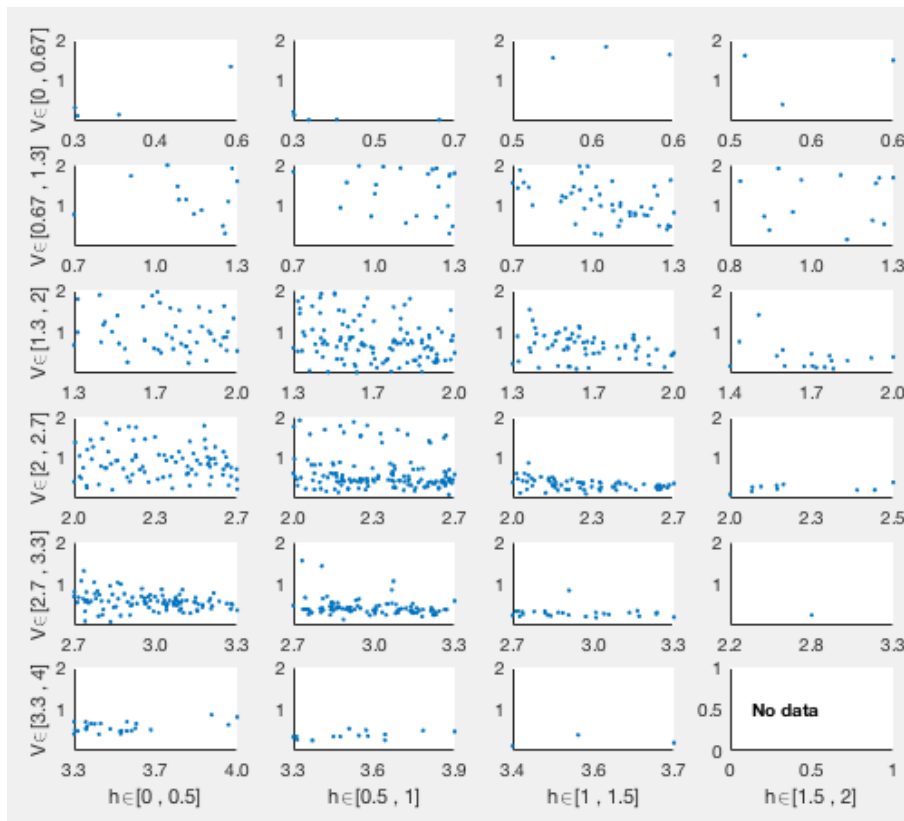 V∈[0 , 0.67]
2
1
0.3 0.4 0.6
2
1
0.3 0.5 0.7
2
1
0.5 0.6 0.6
2
1
0.5 0.6 0.6
V∈[0.67 , 1.3]
2
1
0.7 1.0 1.3
2
1
0.7 1.0 1.3
2
1
0.7 1.0 1.3
2
1
0.8 1.0 1.3
V∈[1.3 , 2]
2
1
1.3 1.7 2.0
2
1
1.3 1.7 2.0
2
1
1.3 1.7 2.0
2
1
1.4 1.7 2.0
V∈[2 , 2.7]
2
1
2.0 2.3 2.7
2
1
2.0 2.3 2.7
2
1
2.0 2.3 2.7
2
1
2.0 2.3 2.5
V∈[2.7 , 3.3]
2
1
2.7 3.0 3.3
2
1
2.7 3.0 3.3
2
1
2.7 3.0 3.3
2
1
2.2 2.8 3.3
V∈[3.3 , 4]
2
1
3.3 3.7 4.0
h∈[0 , 0.5]
2
1
3.3 3.6 3.9
h∈[0.5 , 1]
2
1
3.4 3.6 3.7
h∈[1 , 1.5]
1
0.5
No data
0
0 0.5 1
h∈[1.5 , 2]